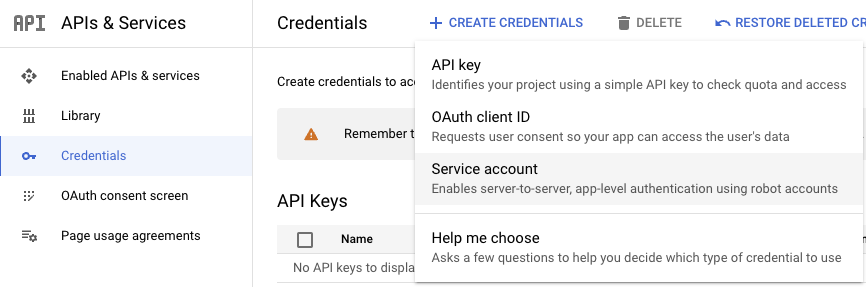 API APIs & Services
Enabled APIs & services
Library
Credentials
OAuth consent screen
Page usage agreements
Credentials
CREATE CREDENTIALS
DELETE
RESTORE DELETED
Create credentials to
Remember
API Keys
Name
No API keys to
API key
Identifies your project using a simple API key to check quota and access
OAuth client ID
Requests user consent so your app can access the user's data
Service account
Enables server-to-server, app-level authentication using robot accounts
Help me choose
Asks a few questions to help you decide which type of credential to use